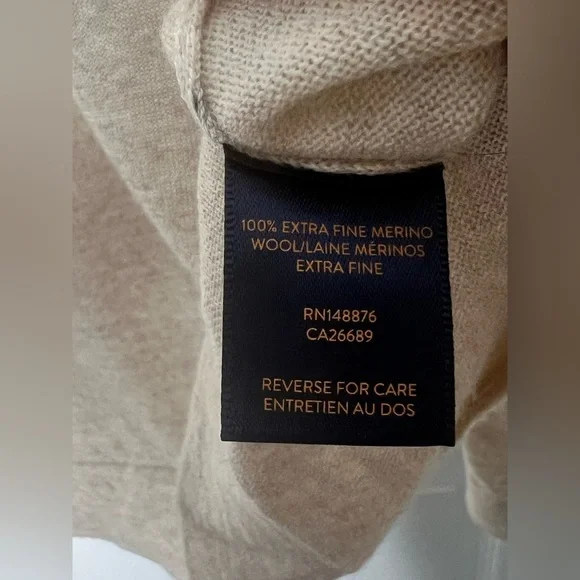 100% EXTRA FINE MERINO
WOOL/LAINE MÉRINOS
EXTRA FINE
RN148876
CA26689
REVERSE FOR CARE
ENTRETIEN AU DOS